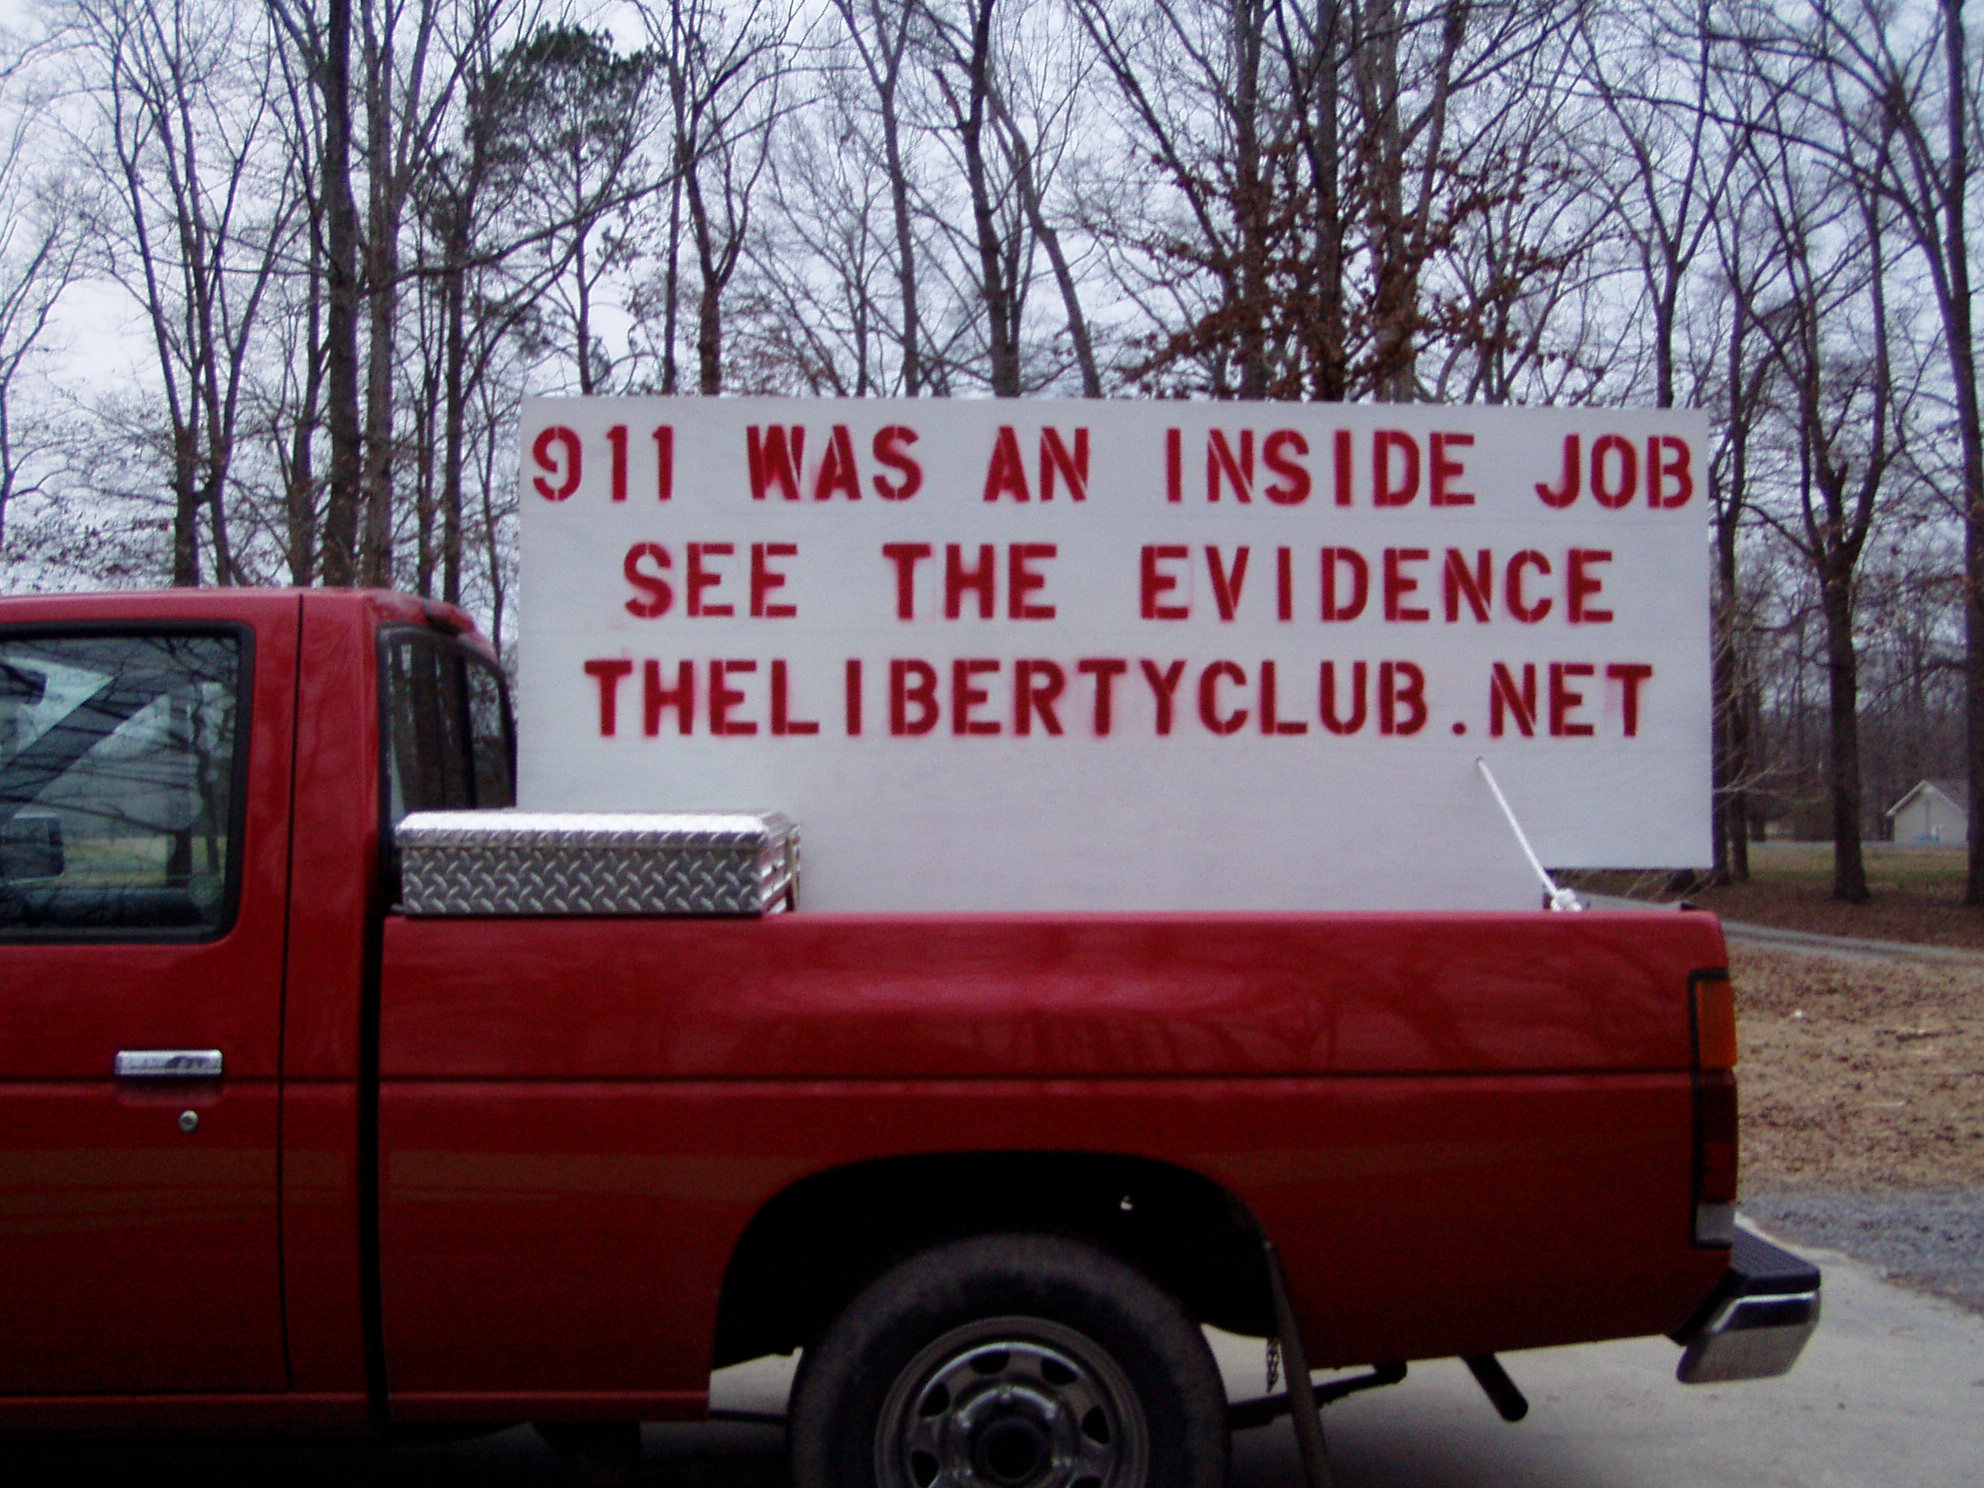 911 WAS AN INSIDE JOB
SEE THE EVIDENCE
THELIBERTYCLUB.NET